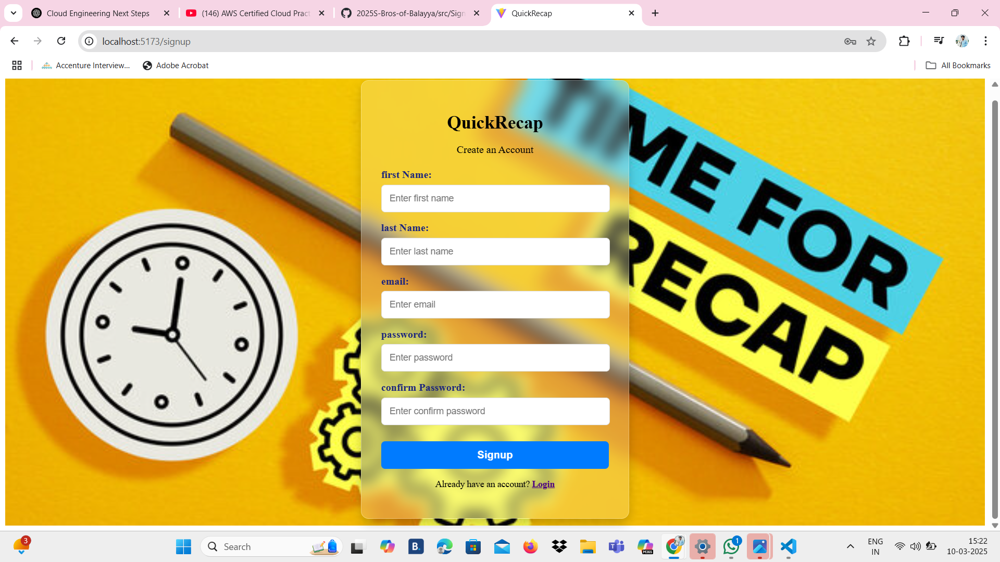 Cloud Engineering Next Steps
(146) AWS Certified Cloud Pract
2025S-Bros-of-Balayya/src/Sign
QuickRecap
localhost:5173/signup
Accenture Interview...
Adobe Acrobat
All Bookmarks
TIME FOR
RECAP
QuickRecap
Create an Account
first Name:
Enter first name
last Name:
Enter last name
email:
Enter email
password:
Enter password
confirm Password:
Enter confirm password
Signup
Already have an account? Login
3
Search
B.
M365
1
ENG
IN
15:22
10-03-2025